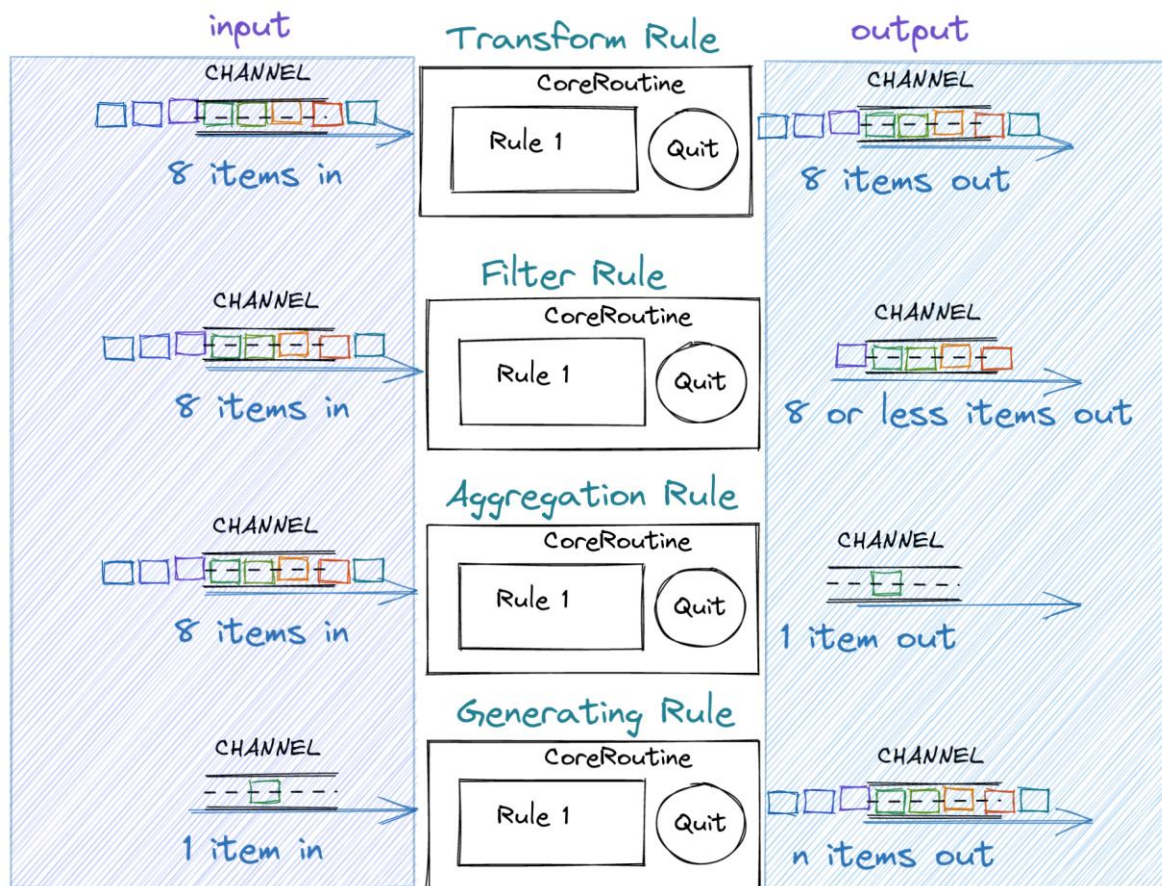 input
Transform Rule
output
CHANNEL
CoreRoutine
CHANNEL
Rule 1
Quit
8 items in
8 items out
Filter Rule
CHANNEL
CoreRoutine
CHANNEL
Rule 1
Quit
8 items in
8 or less items out
Aggregation Rule
CHANNEL
CoreRoutine
CHANNEL
Rule 1
Quit
8 items in
1 item out
Generating Rule
CHANNEL
CoreRoutine
CHANNEL
Rule 1
Quit
1 item in
n items out